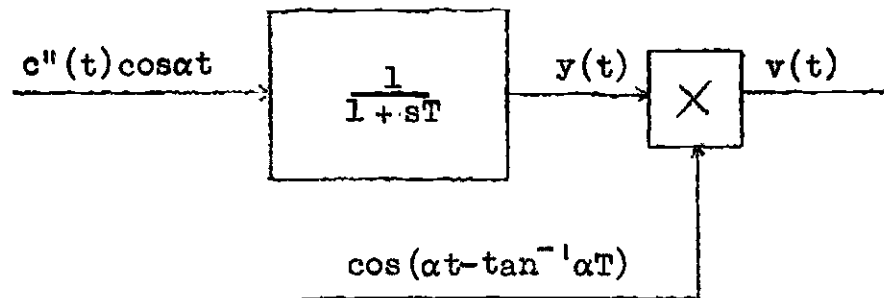 c"(t)cosαt
y(t)
v(t)
1
1 + sT
×
cos(αt-tan⁻¹αT)